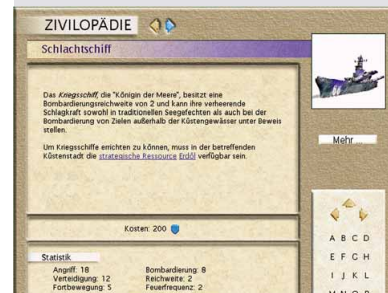 ZIVILOPÄDIE
Schlachtschiff
Das Kriegsschiff, die "Königin der Meere", besitzt eine
Bombardierungsreichweite von 2 und kann ihre verheerende
Schlagkraft sowohl in traditionellen Seegefechten als auch bei der
Bombardierung von Zielen außerhalb der Küstengewässer unter Beweis
stellen.
Um Kriegsschiffe errichten zu können, muss in der betreffenden
Küstenstadt die strategische Ressource Erdöl verfügbar sein.
Mehr ...
Kosten: 200
Statistik
Angriff: 18
Bombardierung: 8
Verteidigung: 12
Reichweite: 2
Fortbewegung: 5
Feuerfrequenz: 2
A B C D
E F G H
I J K L
M N O P